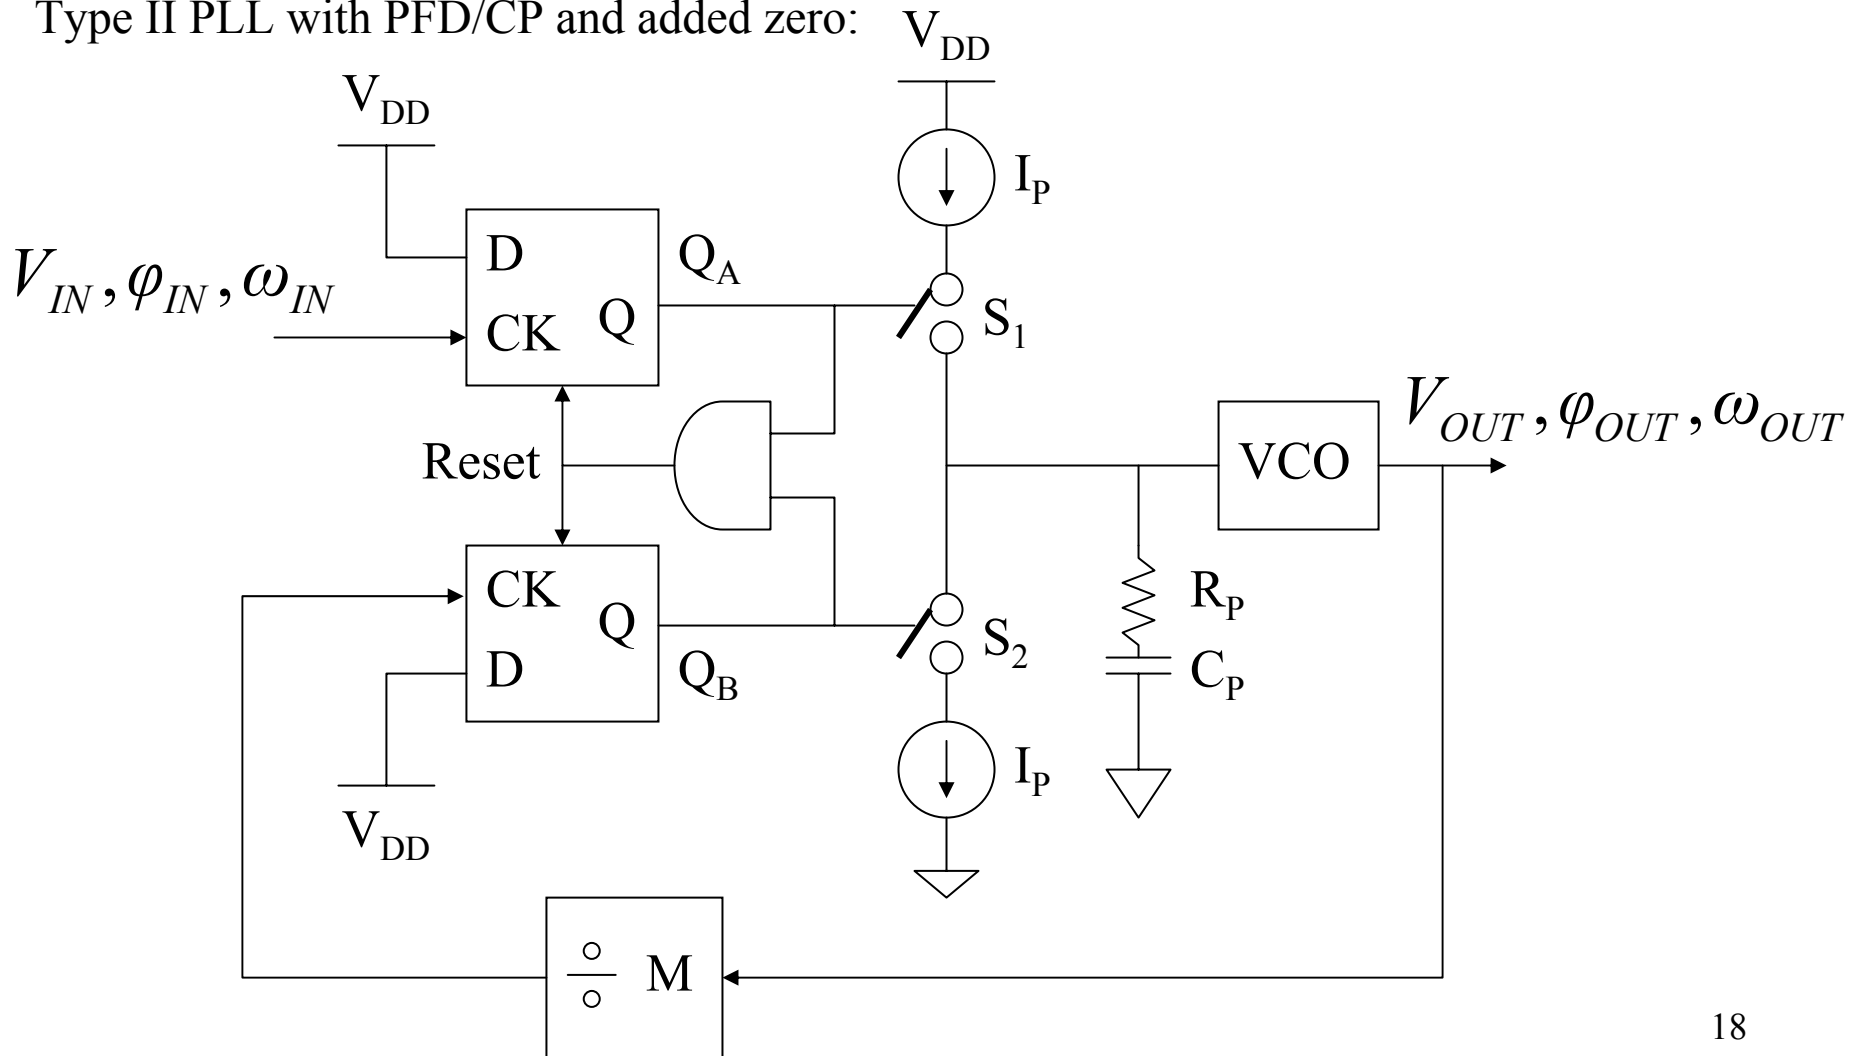 Type II PLL with PFD/CP and added zero:
V_DD
V_DD
I_P
D
Q_A
V_IN, φ_IN, ω_IN
Q
CK
S_1
V_OUT, φ_OUT, ω_OUT
Reset
VCO
CK
Q
R_P
D
Q_B
S_2
C_P
I_P
V_DD
÷ M
18